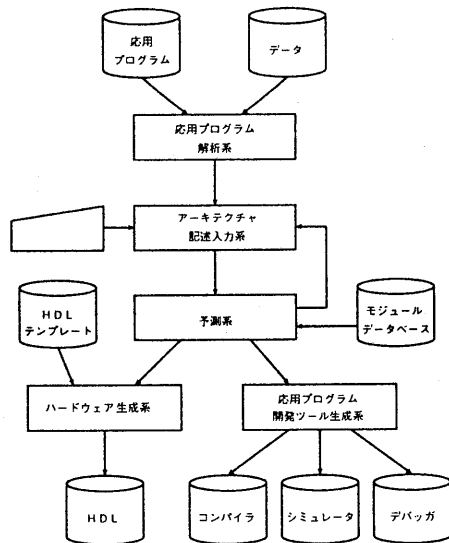 応用
プログラム
データ
応用プログラム
解析系
アーキテクチャ
記述入力系
HDL
テンプレート
予測系
モジュール
データベース
ハードウェア生成系
応用プログラム
開発ツール生成系
HDL
コンパイラ
シミュレータ
デバッガ